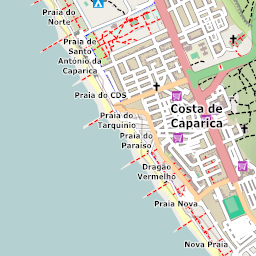 Praia do
Norte
Praia de
Santo
António da
Caparica
Praia do CDS
Praia do
Tarquínio
Praia do
Paraíso
Costa de
Caparica
Dragão
Vermelho
Praia Nova
Nova Praia